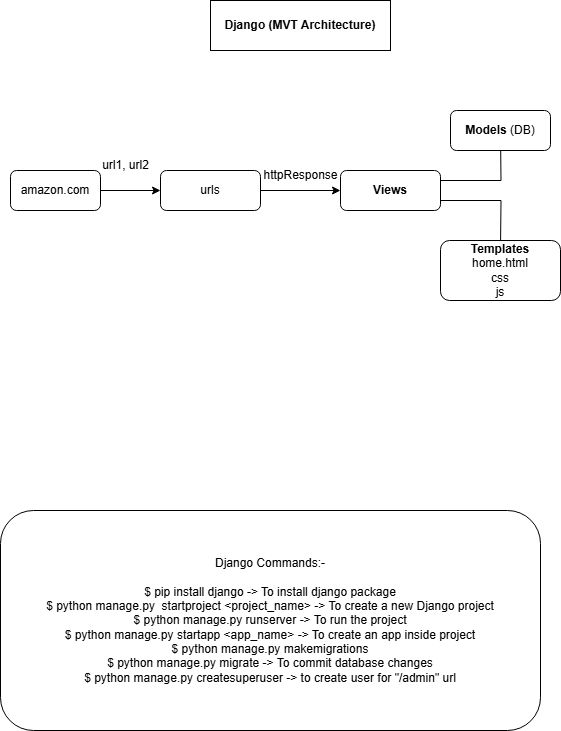 Django (MVT Architecture)
Models (DB)
url1, url2
httpResponse
amazon.com
urls
Views
Templates
home.html
css
js
Django Commands:-
$ pip install django -> To install django package
$ python manage.py  startproject <project_name> -> To create a new Django project
$ python manage.py runserver -> To run the project
$ python manage.py startapp <app_name> -> To create an app inside project
$ python manage.py makemigrations
$ python manage.py migrate -> To commit database changes
$ python manage.py createsuperuser -> to create user for "/admin" url